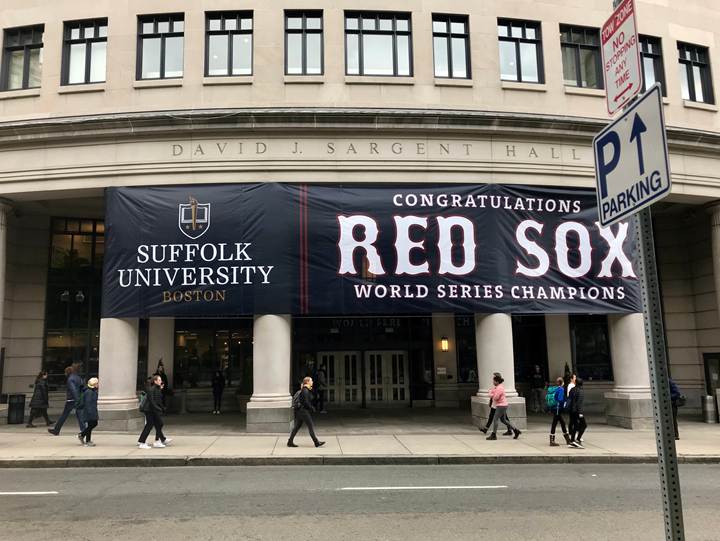 TOW ZONE
NO
STOPPING
ANY
TIME
DAVID J. SARGENT HALL
P
PARKING
SUFFOLK
UNIVERSITY
BOSTON
CONGRATULATIONS
RED SOX
WORLD SERIES CHAMPIONS